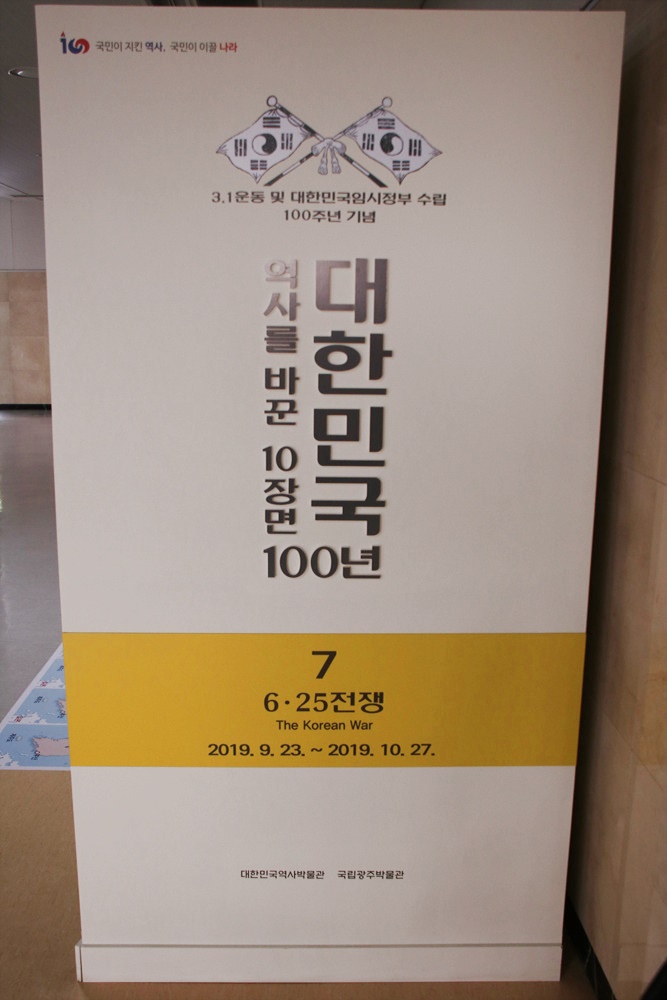 100 국민이 지킨 역사, 국민이 이끌 나라
3.1운동 및 대한민국임시정부 수립
100주년 기념
대한민국
역사를 바꾼 10장면
100년
7
6·25전쟁
The Korean War
2019. 9. 23. ~ 2019. 10. 27.
대한민국역사박물관 국립광주박물관